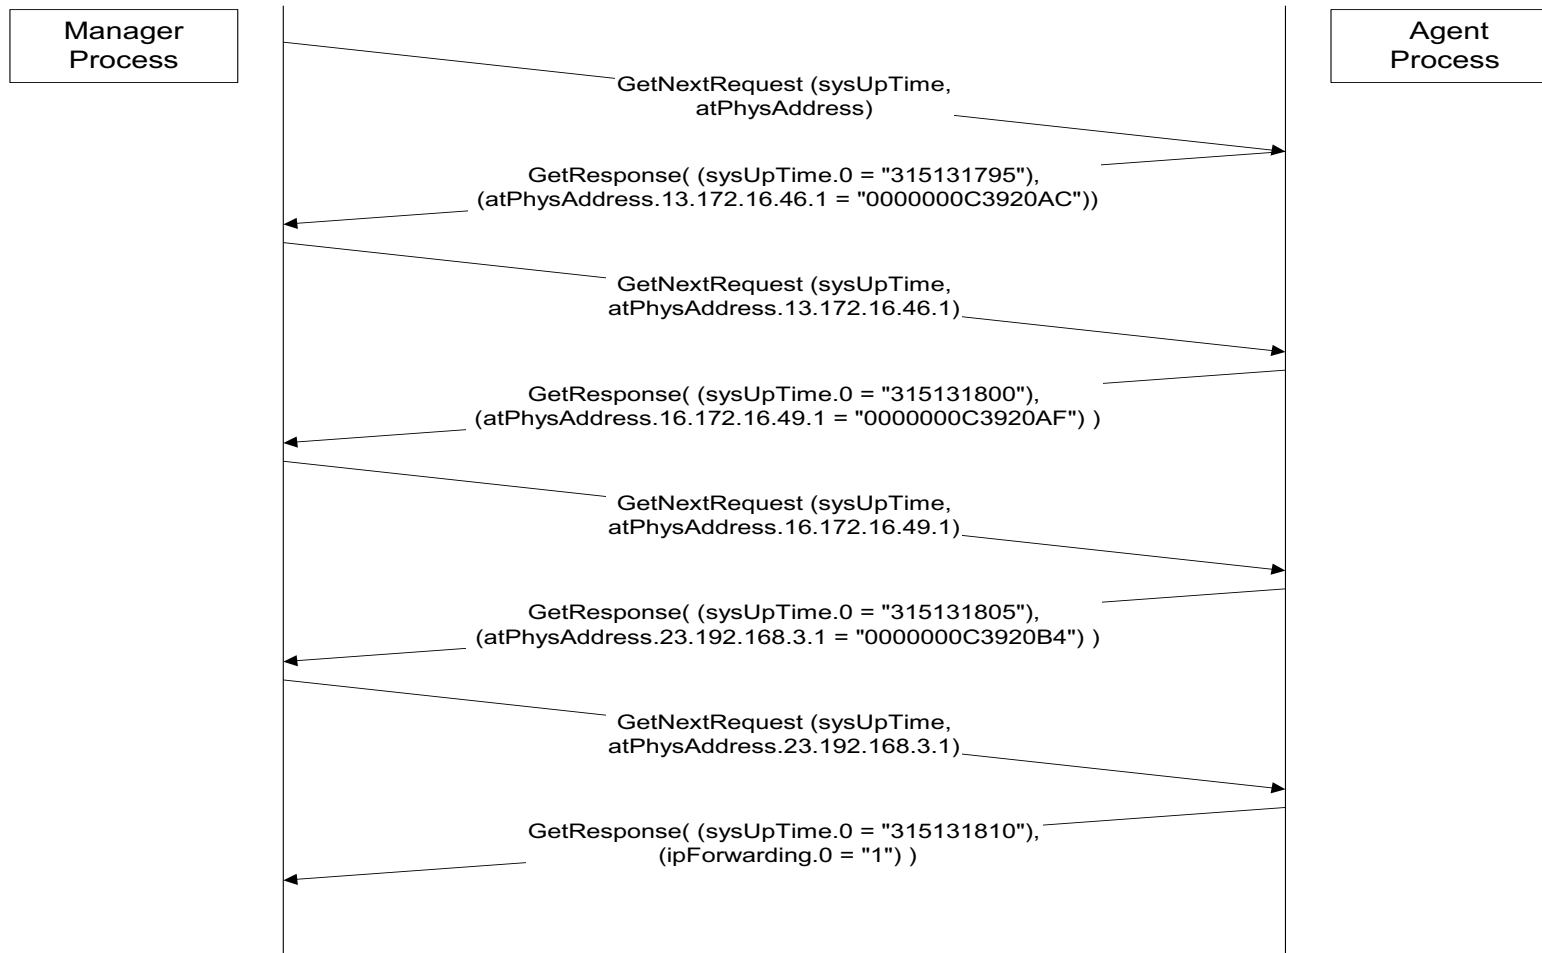 Manager
Process
Agent
Process
GetNextRequest (sysUpTime,
atPhysAddress)
GetResponse( (sysUpTime.0 = "315131795"),
(atPhysAddress.13.172.16.46.1 = "0000000C3920AC"))
GetNextRequest (sysUpTime,
atPhysAddress.13.172.16.46.1)
GetResponse( (sysUpTime.0 = "315131800"),
(atPhysAddress.16.172.16.49.1 = "0000000C3920AF") )
GetNextRequest (sysUpTime,
atPhysAddress.16.172.16.49.1)
GetResponse( (sysUpTime.0 = "315131805"),
(atPhysAddress.23.192.168.3.1 = "0000000C3920B4") )
GetNextRequest (sysUpTime,
atPhysAddress.23.192.168.3.1)
GetResponse( (sysUpTime.0 = "315131810"),
(ipForwarding.0 = "1") )